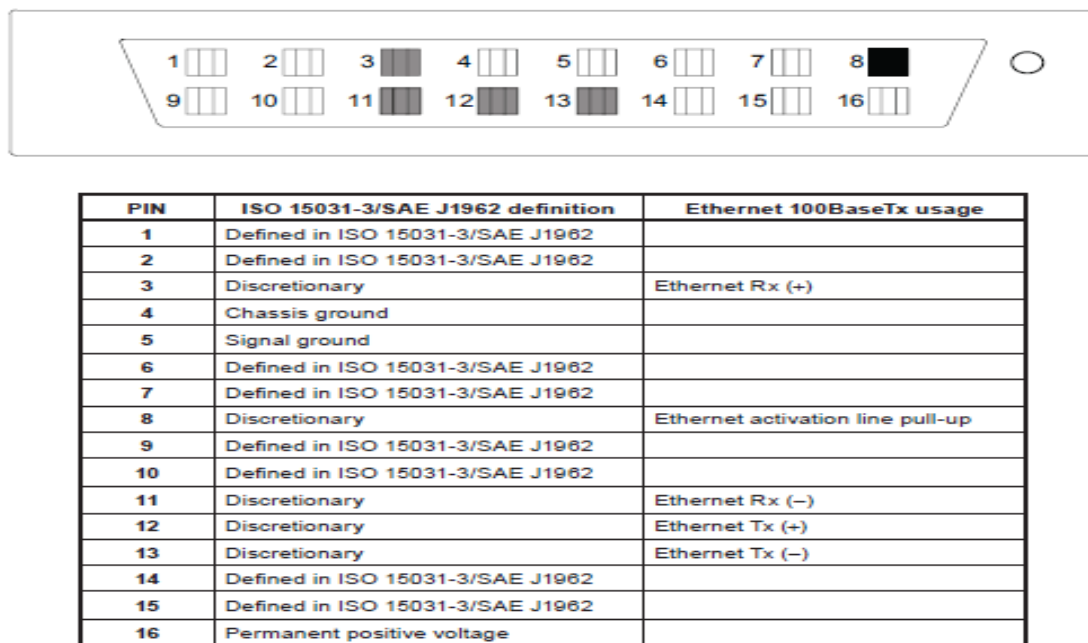 1 2 3 4 5 6 7 8
9 10 11 12 13 14 15 16
PIN ISO 15031-3/SAE J1962 definition Ethernet 100BaseTx usage
1 Defined in ISO 15031-3/SAE J1962
2 Defined in ISO 15031-3/SAE J1962
3 Discretionary Ethernet Rx (+)
4 Chassis ground
5 Signal ground
6 Defined in ISO 15031-3/SAE J1962
7 Defined in ISO 15031-3/SAE J1962
8 Discretionary Ethernet activation line pull-up
9 Defined in ISO 15031-3/SAE J1962
10 Defined in ISO 15031-3/SAE J1962
11 Discretionary Ethernet Rx (–)
12 Discretionary Ethernet Tx (+)
13 Discretionary Ethernet Tx (–)
14 Defined in ISO 15031-3/SAE J1962
15 Defined in ISO 15031-3/SAE J1962
16 Permanent positive voltage